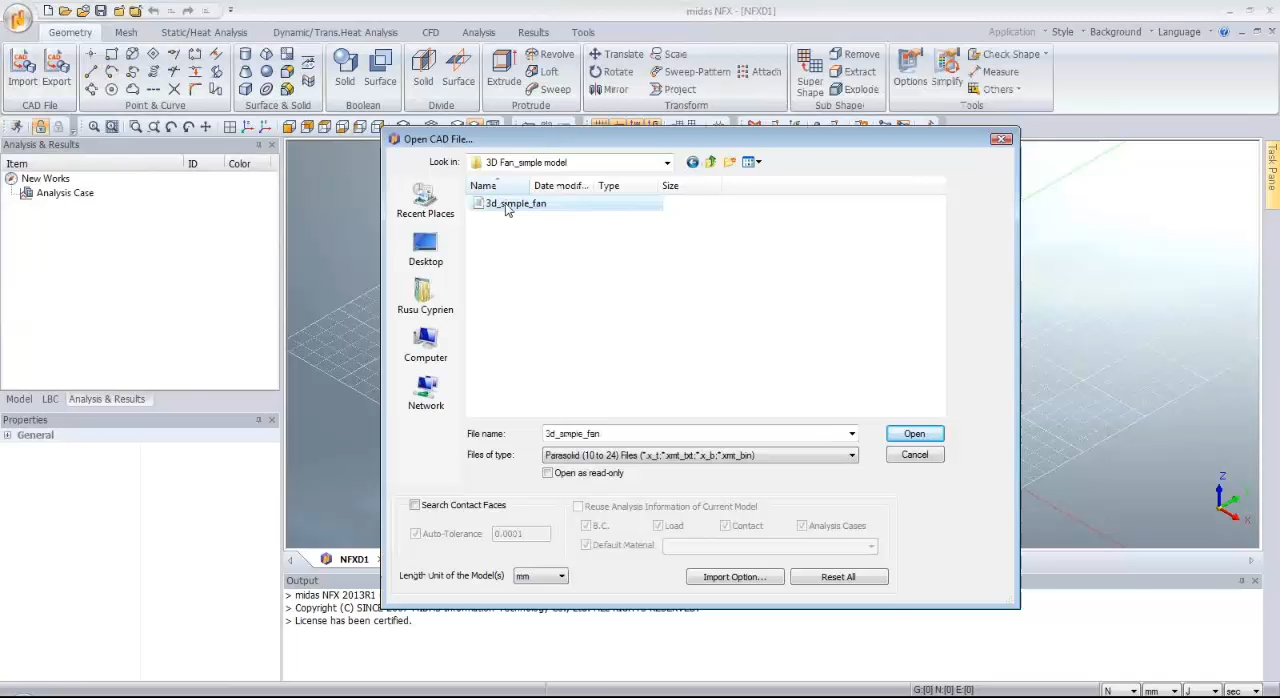 midas NFX - [NFXD1]
Geometry Mesh Static/Heat Analysis Dynamic/Trans.Heat Analysis CFD Analysis Results Tools Application Style Background Language
Import Export Solid Surface Solid Surface Extrude Revolve Loft Sweep Translate Rotate Mirror Scale Sweep-Pattern Project Attach Super Shape Remove Extract Explode Options Simplify Check Shape Measure Others
CAD File Point & Curve Surface & Solid Boolean Divide Protrude Transform Sub Shape Tools
Analysis & Results
Item ID Color
New Works
Analysis Case
Model LBC Analysis & Results
Properties
General
Task Pane
Open CAD File...
Look in: 3D Fan_simple model
Name Date modif... Type Size
3d_simple_fan
Recent Places
Desktop
Rusu Cyprien
Computer
Network
File name: 3d_simple_fan Open
Files of type: Parasolid (10 to 24) Files (*.x_t;*.xmt_txt;*.x_b;*.xmt_bin) Cancel
Open as read-only
Search Contact Faces Reuse Analysis Information of Current Model
B.C. Load Contact Analysis Cases
Auto-Tolerance 0.0001
Default Material
Length Unit of the Model(s) mm Import Option... Reset All
Z
X
NFXD1
Output
> midas NFX 2013R1
> Copyright (C) SINCE
> License has been certified.
G:[0] N:[0] E:[0] N mm J sec